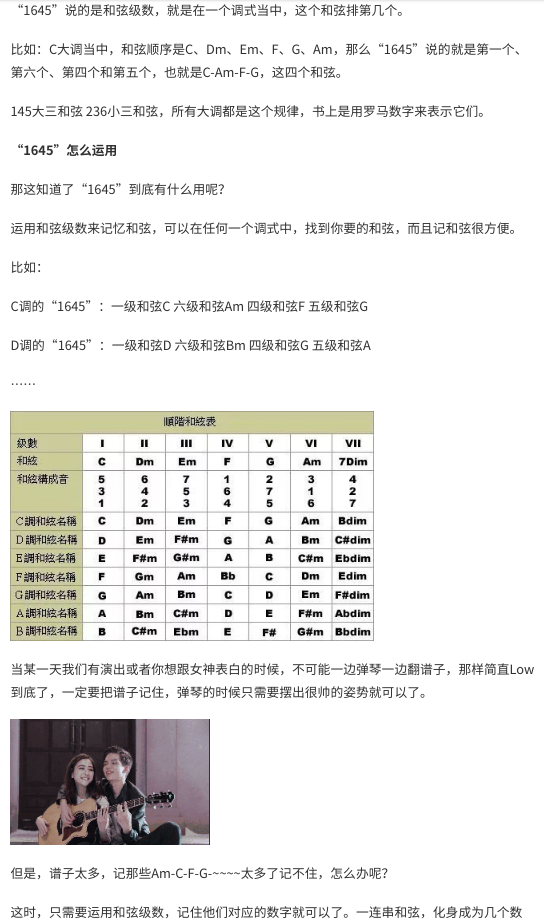 “1645”说的是和弦级数，就是在一个调式当中，这个和弦排第几个。
比如：C大调当中，和弦顺序是C、Dm、Em、F、G、Am，那么“1645”说的就是第一个、
第六个、第四个和第五个，也就是C-Am-F-G，这四个和弦。
145大三和弦 236小三和弦，所有大调都是这个规律，书上是用罗马数字来表示它们。
“1645”怎么运用
那这知道了“1645”到底有什么用呢？
运用和弦级数来记忆和弦，可以在任何一个调式中，找到你要的和弦，而且记和弦很方便。
比如：
C调的“1645”：一级和弦C 六级和弦Am 四级和弦F 五级和弦G
D调的“1645”：一级和弦D 六级和弦Bm 四级和弦G 五级和弦A
……
順階和絃表
级數 I II III IV V VI VII
和絃 C Dm Em F G Am 7Dim
和絃構成音 5 6 7 1 2 3 4
3 4 5 6 7 1 2
1 2 3 4 5 6 7
C調和絃名稱 C Dm Em F G Am Bdim
D調和絃名稱 D Em F#m G A Bm C#dim
E調和絃名稱 E F#m G#m A B C#m Ebdim
F調和絃名稱 F Gm Am Bb C Dm Edim
G調和絃名稱 G Am Bm C D Em F#dim
A調和絃名稱 A Bm C#m D E F#m Abdim
B調和絃名稱 B C#m Ebm E F# G#m Bbdim
当某一天我们有演出或者你想跟女神表白的时候，不可能一边弹琴一边翻谱子，那样简直Low
到底了，一定要把谱子记住，弹琴的时候只需要摆出很帅的姿势就可以了。
但是，谱子太多，记那些Am-C-F-G-~~~~太多了记不住，怎么办呢？
这时，只需要运用和弦级数，记住他们对应的数字就可以了。一连串和弦，化身成为几个数